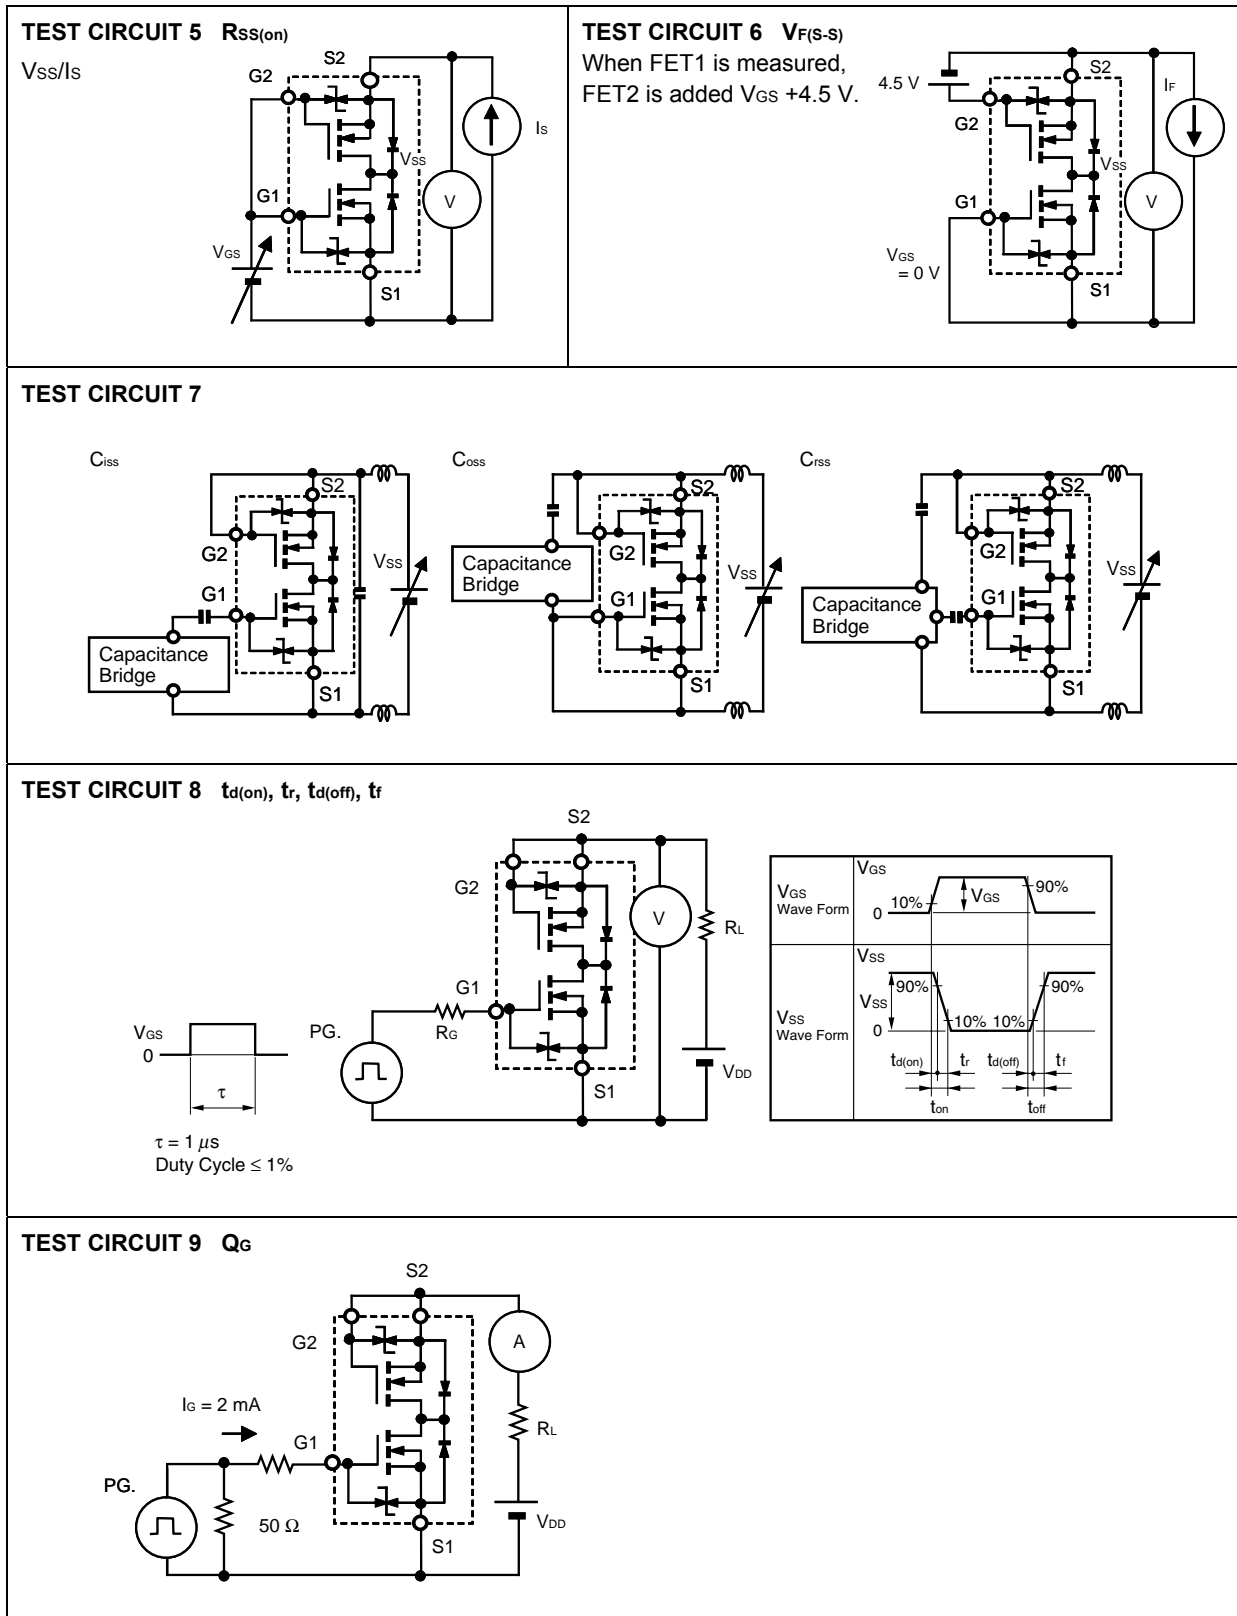 TEST CIRCUIT 5 RSS(on)
VSS/IS
S2
G2
IS
VSS
G1
V
VGS
S1
TEST CIRCUIT 6 VF(S-S)
When FET1 is measured,
FET2 is added VGS +4.5 V.
4.5 V
S2
IF
G2
VSS
G1
V
VGS
= 0 V
S1
TEST CIRCUIT 7
Ciss
S2
G2
VSS
G1
Capacitance
Bridge
S1
Coss
S2
G2
Capacitance
Bridge
VSS
G1
S1
Crss
S2
G2
VSS
Capacitance
Bridge
G1
S1
TEST CIRCUIT 8 td(on), tr, td(off), tf
S2
G2
V
RL
G1
PG.
RG
VGS
0
τ
VDD
S1
τ = 1 μs
Duty Cycle ≤ 1%
VGS
Wave Form
VGS
10%
0
VGS
90%
VSS
Wave Form
VSS
90%
VSS
0
10% 10%
90%
td(on) tr td(off) tf
ton toff
TEST CIRCUIT 9 QG
S2
G2
A
IG = 2 mA
RL
G1
PG.
50 Ω
VDD
S1